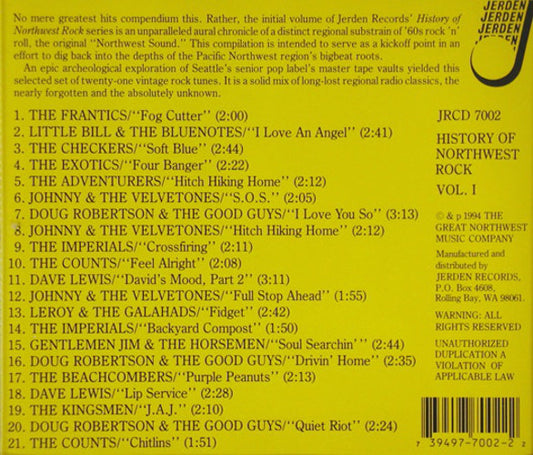 No mere greatest hits compendium this. Rather, the initial volume of Jerden Records' History of
Northwest Rock series is an unparalleled aural chronicle of a distinct regional substrain of '60s rock 'n'
roll, the original "Northwest Sound." This compilation is intended to serve as a kickoff point in an
effort to dig back into the depths of the Pacific Northwest region's bigbeat roots.
An epic archeological exploration of Seattle's senior pop label's master tape vaults yielded this
selected set of twenty-one vintage rock tunes. It is a solid mix of long-lost regional radio classics, the
nearly forgotten and the absolutely unknown.
1. THE FRANTICS/"Fog Cutter" (2:00)
2. LITTLE BILL & THE BLUENOTES/"I Love An Angel" (2:41)
3. THE CHECKERS/"Soft Blue" (2:44)
4. THE EXOTICS/"Four Banger" (2:22)
5. THE ADVENTURERS/"Hitch Hiking Home" (2:12)
6. JOHNNY & THE VELVETONES/"S.O.S." (2:05)
7. DOUG ROBERTSON & THE GOOD GUYS/"I Love You So" (3:13)
8. JOHNNY & THE VELVETONES/"Hitch Hiking Home" (2:12)
9. THE IMPERIALS/"Crossfiring" (2:11)
10. THE COUNTS/"Feel Alright" (2:08)
11. DAVE LEWIS/"David's Mood, Part 2" (3:11)
12. JOHNNY & THE VELVETONES/"Full Stop Ahead" (1:55)
13. LEROY & THE GALAHADS/"Fidget" (2:42)
14. THE IMPERIALS/"Backyard Compost" (1:50)
15. GENTLEMEN JIM & THE HORSEMEN/"Soul Searchin'" (2:44)
16. DOUG ROBERTSON & THE GOOD GUYS/"Drivin' Home" (2:35)
17. THE BEACHCOMBERS/"Purple Peanuts" (2:13)
18. DAVE LEWIS/"Lip Service" (2:28)
19. THE KINGSMEN/"J.A.J." (2:10)
20. DOUG ROBERTSON & THE GOOD GUYS/"Quiet Riot" (2:24)
21. THE COUNTS/"Chitlins" (1:51)
JERDEN
JERDEN
JERDEN
JERDEN
JRCD 7002
HISTORY OF
NORTHWEST
ROCK
VOL. I
© & p 1994 THE
GREAT NORTHWEST
MUSIC COMPANY
Manufactured and
distributed by
JERDEN RECORDS,
P.O. Box 4608,
Rolling Bay, WA 98061.
WARNING: ALL
RIGHTS RESERVED
UNAUTHORIZED
DUPLICATION A
VIOLATION OF
APPLICABLE LAW
7 39497-7002-2 2